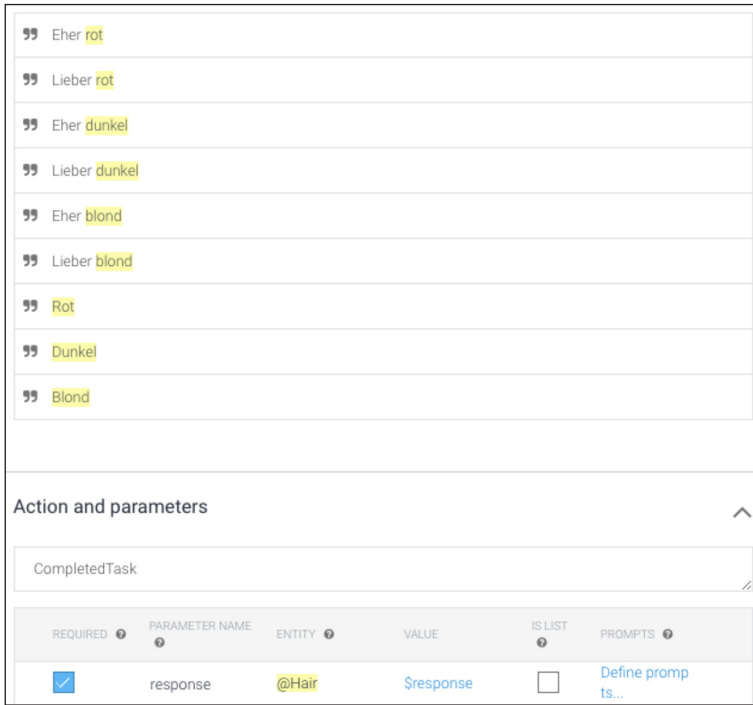 Eher rot
Lieber rot
Eher dunkel
Lieber dunkel
Eher blond
Lieber blond
Rot
Dunkel
Blond
Action and parameters
CompletedTask
REQUIRED PARAMETER NAME ENTITY VALUE IS LIST PROMPTS
response @Hair $response Define promp
ts...